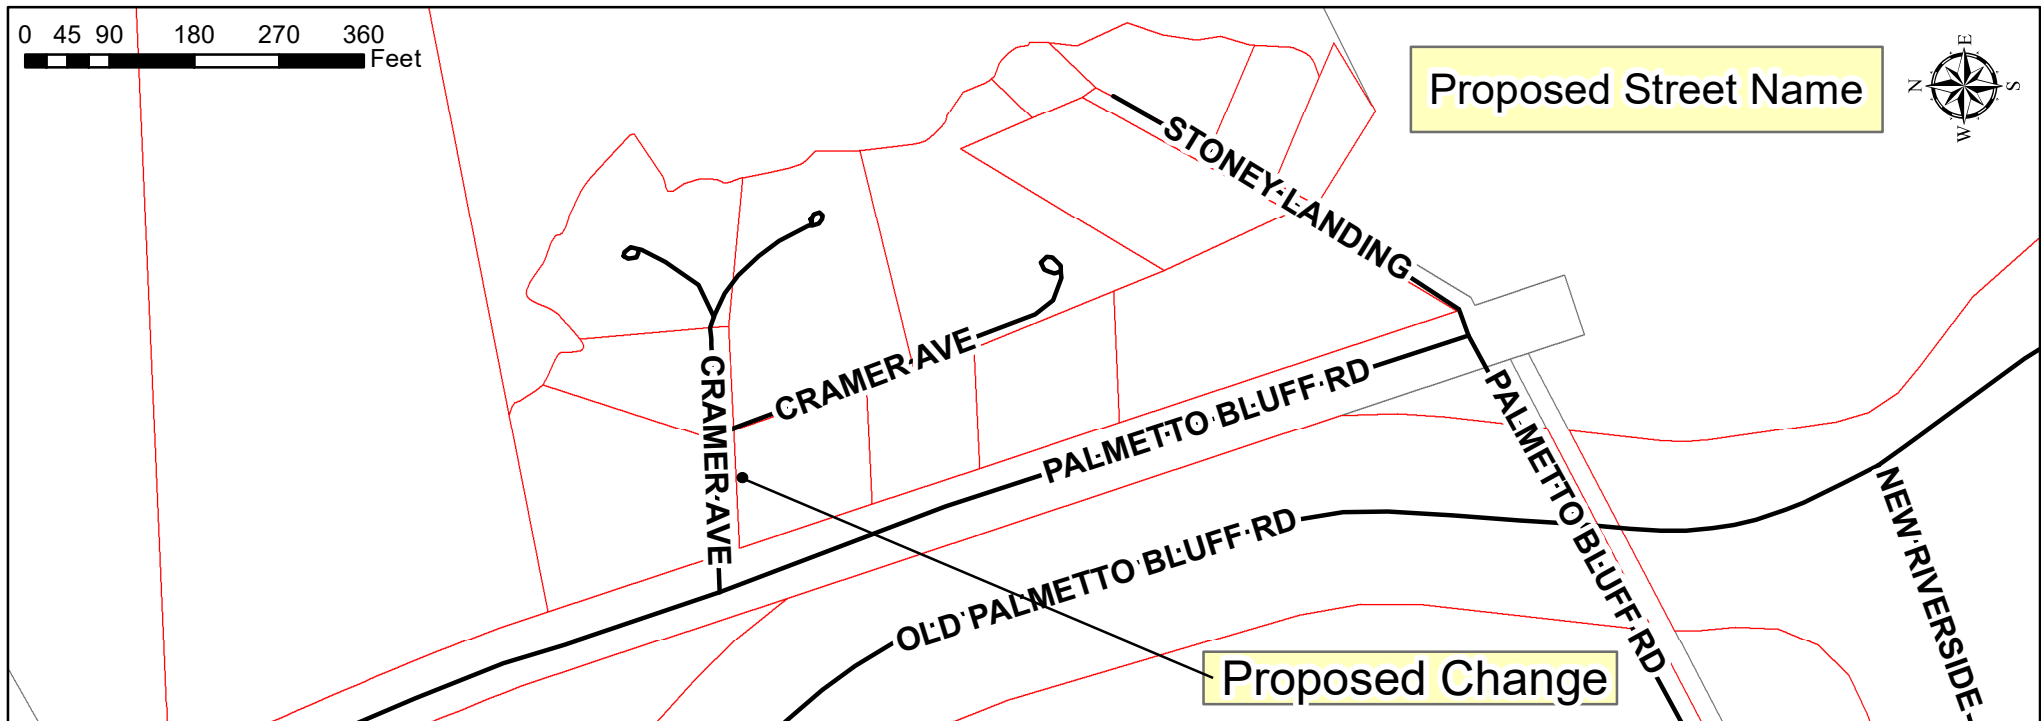 0 45 90 180 270 360
Feet
Proposed Street Name
N E S W
STONEY LANDING
CRAMER AVE
CRAMER AVE
PALMETTO BLUFF RD
PALMETTO BLUFF RD
OLD PALMETTO BLUFF RD
NEW RIVERSIDE
Proposed Change